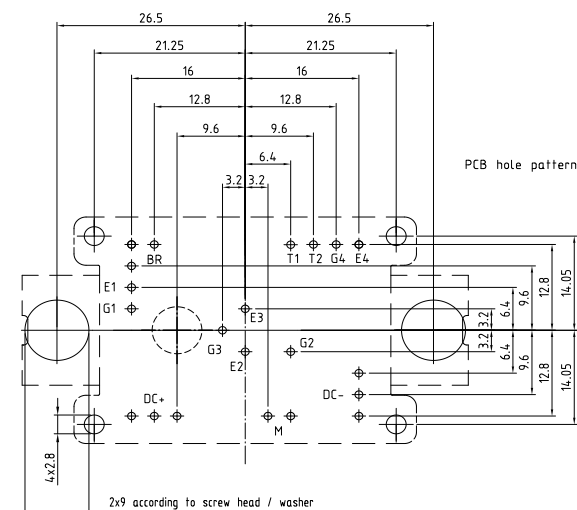 26.5 26.5
21.25 21.25
16 16
12.8 12.8
9.6 9.6
6.4
3.2 3.2
PCB hole pattern
BR T1 T2 G4 E4
E1
G1
E3
G3 G2
E2
DC-
DC+
M
3.2
6.4
9.6
12.8
14.05
3.2
6.4
9.6
12.8
14.05
4x2.8
2x9 according to screw head / washer